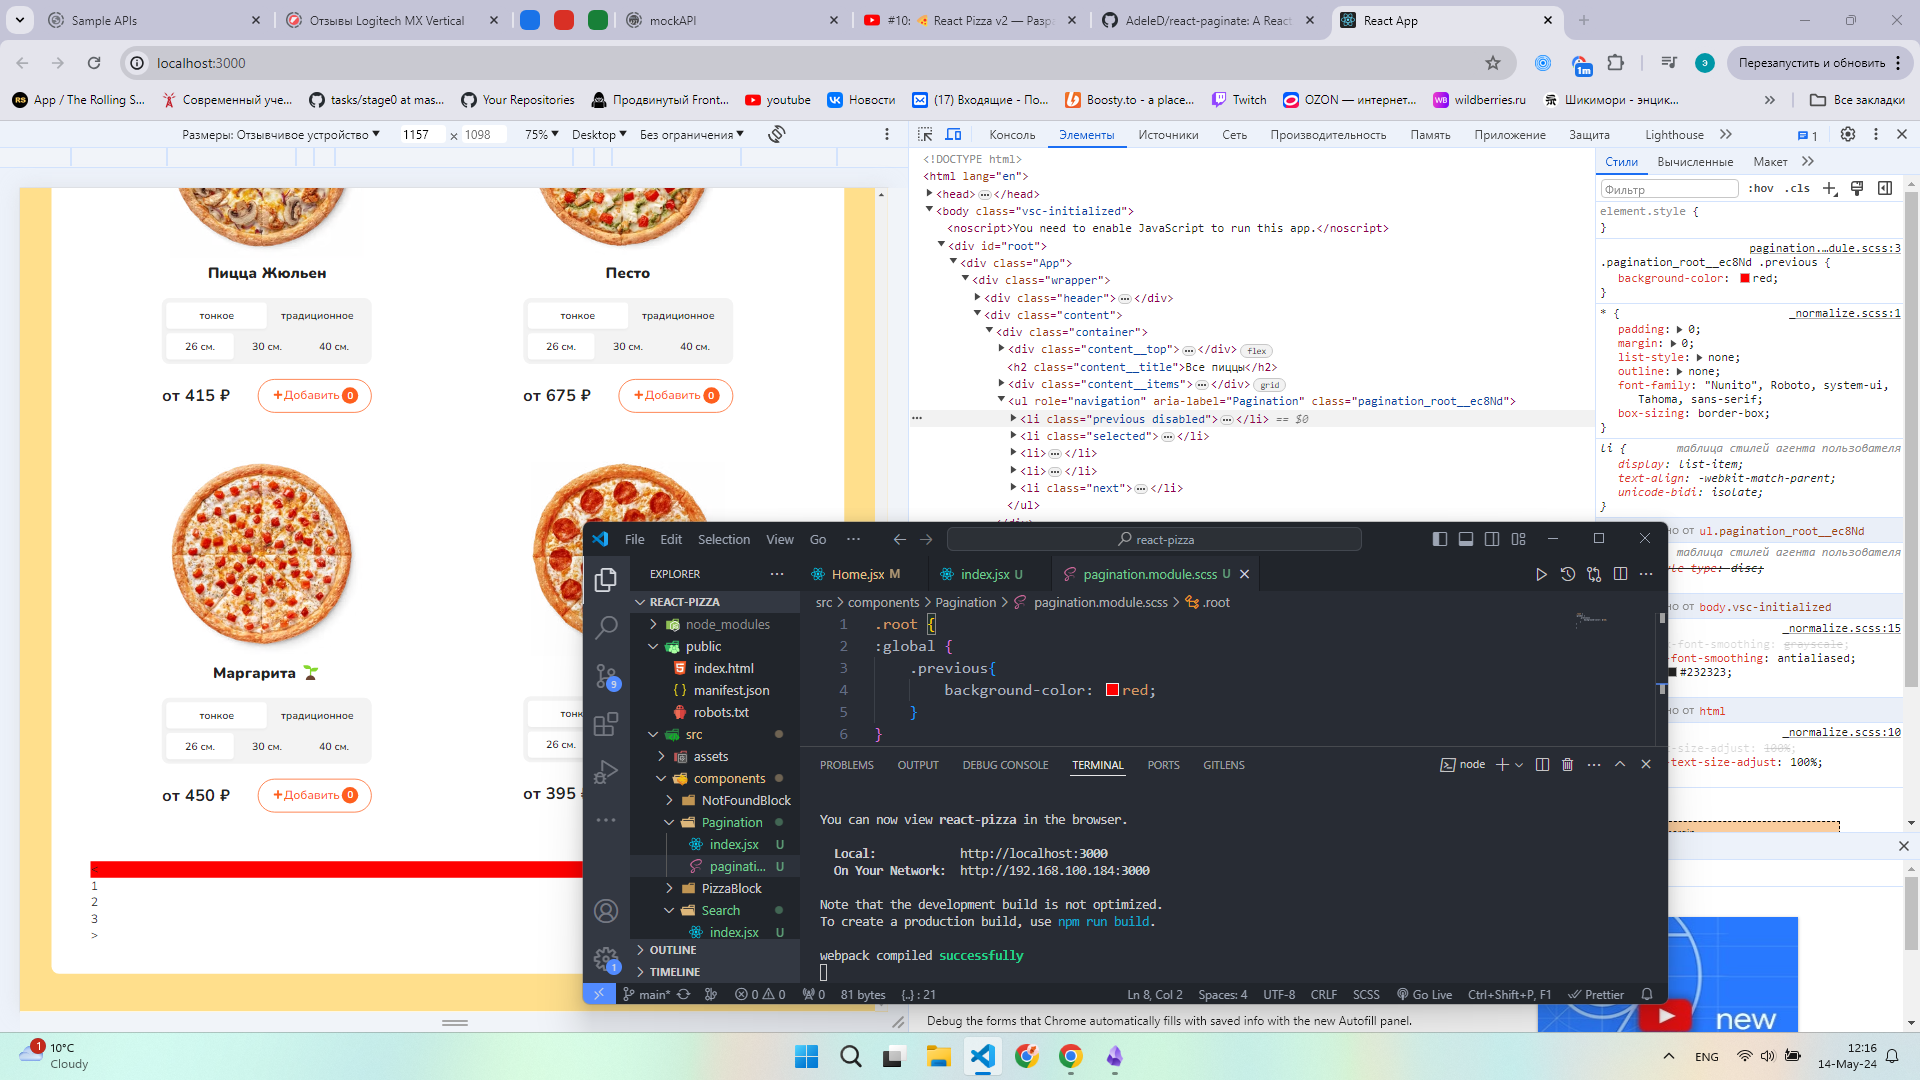 Sample APIs
Отзывы Logitech MX Vertical
mockAPI
#10: React Pizza v2 — Разра
AdeleD/react-paginate: A React
React App
localhost:3000
1m
Э
Перезапустить и обновить
RS App / The Rolling S...
Современный уче...
tasks/stage0 at mas...
Your Repositories
Продвинутый Front...
youtube
Новости
(17) Входящие - По...
Boosty.to - a place...
Twitch
OZON — интернет...
WB wildberries.ru
Шикимори - энцик...
Все закладки
Размеры: Отзывчивое устройство
1157 × 1098
75%
Desktop
Без ограничения
Консоль
Элементы
Источники
Сеть
Производительность
Память
Приложение
Защита
Lighthouse
1
<!DOCTYPE html>
<html lang="en">
<head>…</head>
<body class="vsc-initialized">
<noscript>You need to enable JavaScript to run this app.</noscript>
<div id="root">
<div class="App">
<div class="wrapper">
<div class="header">…</div>
<div class="content">
<div class="container">
<div class="content__top">…</div> flex
<h2 class="content__title">Все пиццы</h2>
<div class="content__items">…</div> grid
<ul role="navigation" aria-label="Pagination" class="pagination_root__ec8Nd">
<li class="previous disabled">…</li> == $0
<li class="selected">…</li>
<li>…</li>
<li>…</li>
<li class="next">…</li>
</ul>
Стили
Вычисленные
Макет
Фильтр
:hov .cls
element.style {
}
pagination.…dule.scss:3
.pagination_root__ec8Nd .previous {
background-color: red;
}
_normalize.scss:1
* {
padding: 0;
margin: 0;
list-style: none;
outline: none;
font-family: "Nunito", Roboto, system-ui,
Tahoma, sans-serif;
box-sizing: border-box;
}
li { таблица стилей агента пользователя
display: list-item;
text-align: -webkit-match-parent;
unicode-bidi: isolate;
}
но от ul.pagination_root__ec8Nd
таблица стилей агента пользователя
type: disc;
но от body.vsc-initialized
_normalize.scss:15
-font-smoothing: grayscale;
-font-smoothing: antialiased;
#232323;
но от html
_normalize.scss:10
-size-adjust: 100%;
-text-size-adjust: 100%;
Пицца Жюльен
тонкое традиционное
26 см. 30 см. 40 см.
от 415 ₽
+Добавить 0
Песто
тонкое традиционное
26 см. 30 см. 40 см.
от 675 ₽
+Добавить 0
Маргарита
тонкое традиционное
26 см. 30 см. 40 см.
от 450 ₽
+Добавить 0
26 см.
от 395
1
2
3
>
File Edit Selection View Go ···
react-pizza
EXPLORER
REACT-PIZZA
node_modules
public
index.html
manifest.json
robots.txt
src
assets
components
NotFoundBlock
Pagination
index.jsx U
paginati... U
PizzaBlock
Search
index.jsx U
OUTLINE
TIMELINE
9
1
Home.jsx M
index.jsx U
pagination.module.scss U
src > components > Pagination > pagination.module.scss > .root
1 .root {
2 :global {
3 .previous{
4 background-color: red;
5 }
6 }
PROBLEMS OUTPUT DEBUG CONSOLE TERMINAL PORTS GITLENS
node
You can now view react-pizza in the browser.
Local: http://localhost:3000
On Your Network: http://192.168.100.184:3000
Note that the development build is not optimized.
To create a production build, use npm run build.
webpack compiled successfully
main*
0 0
0
81 bytes
{..} : 21
Ln 8, Col 2
Spaces: 4
UTF-8
CRLF
SCSS
Go Live
Ctrl+Shift+P, F1
Prettier
Debug the forms that Chrome automatically fills with saved info with the new Autofill panel.
new
1
10°C
Cloudy
ENG
12:16
14-May-24